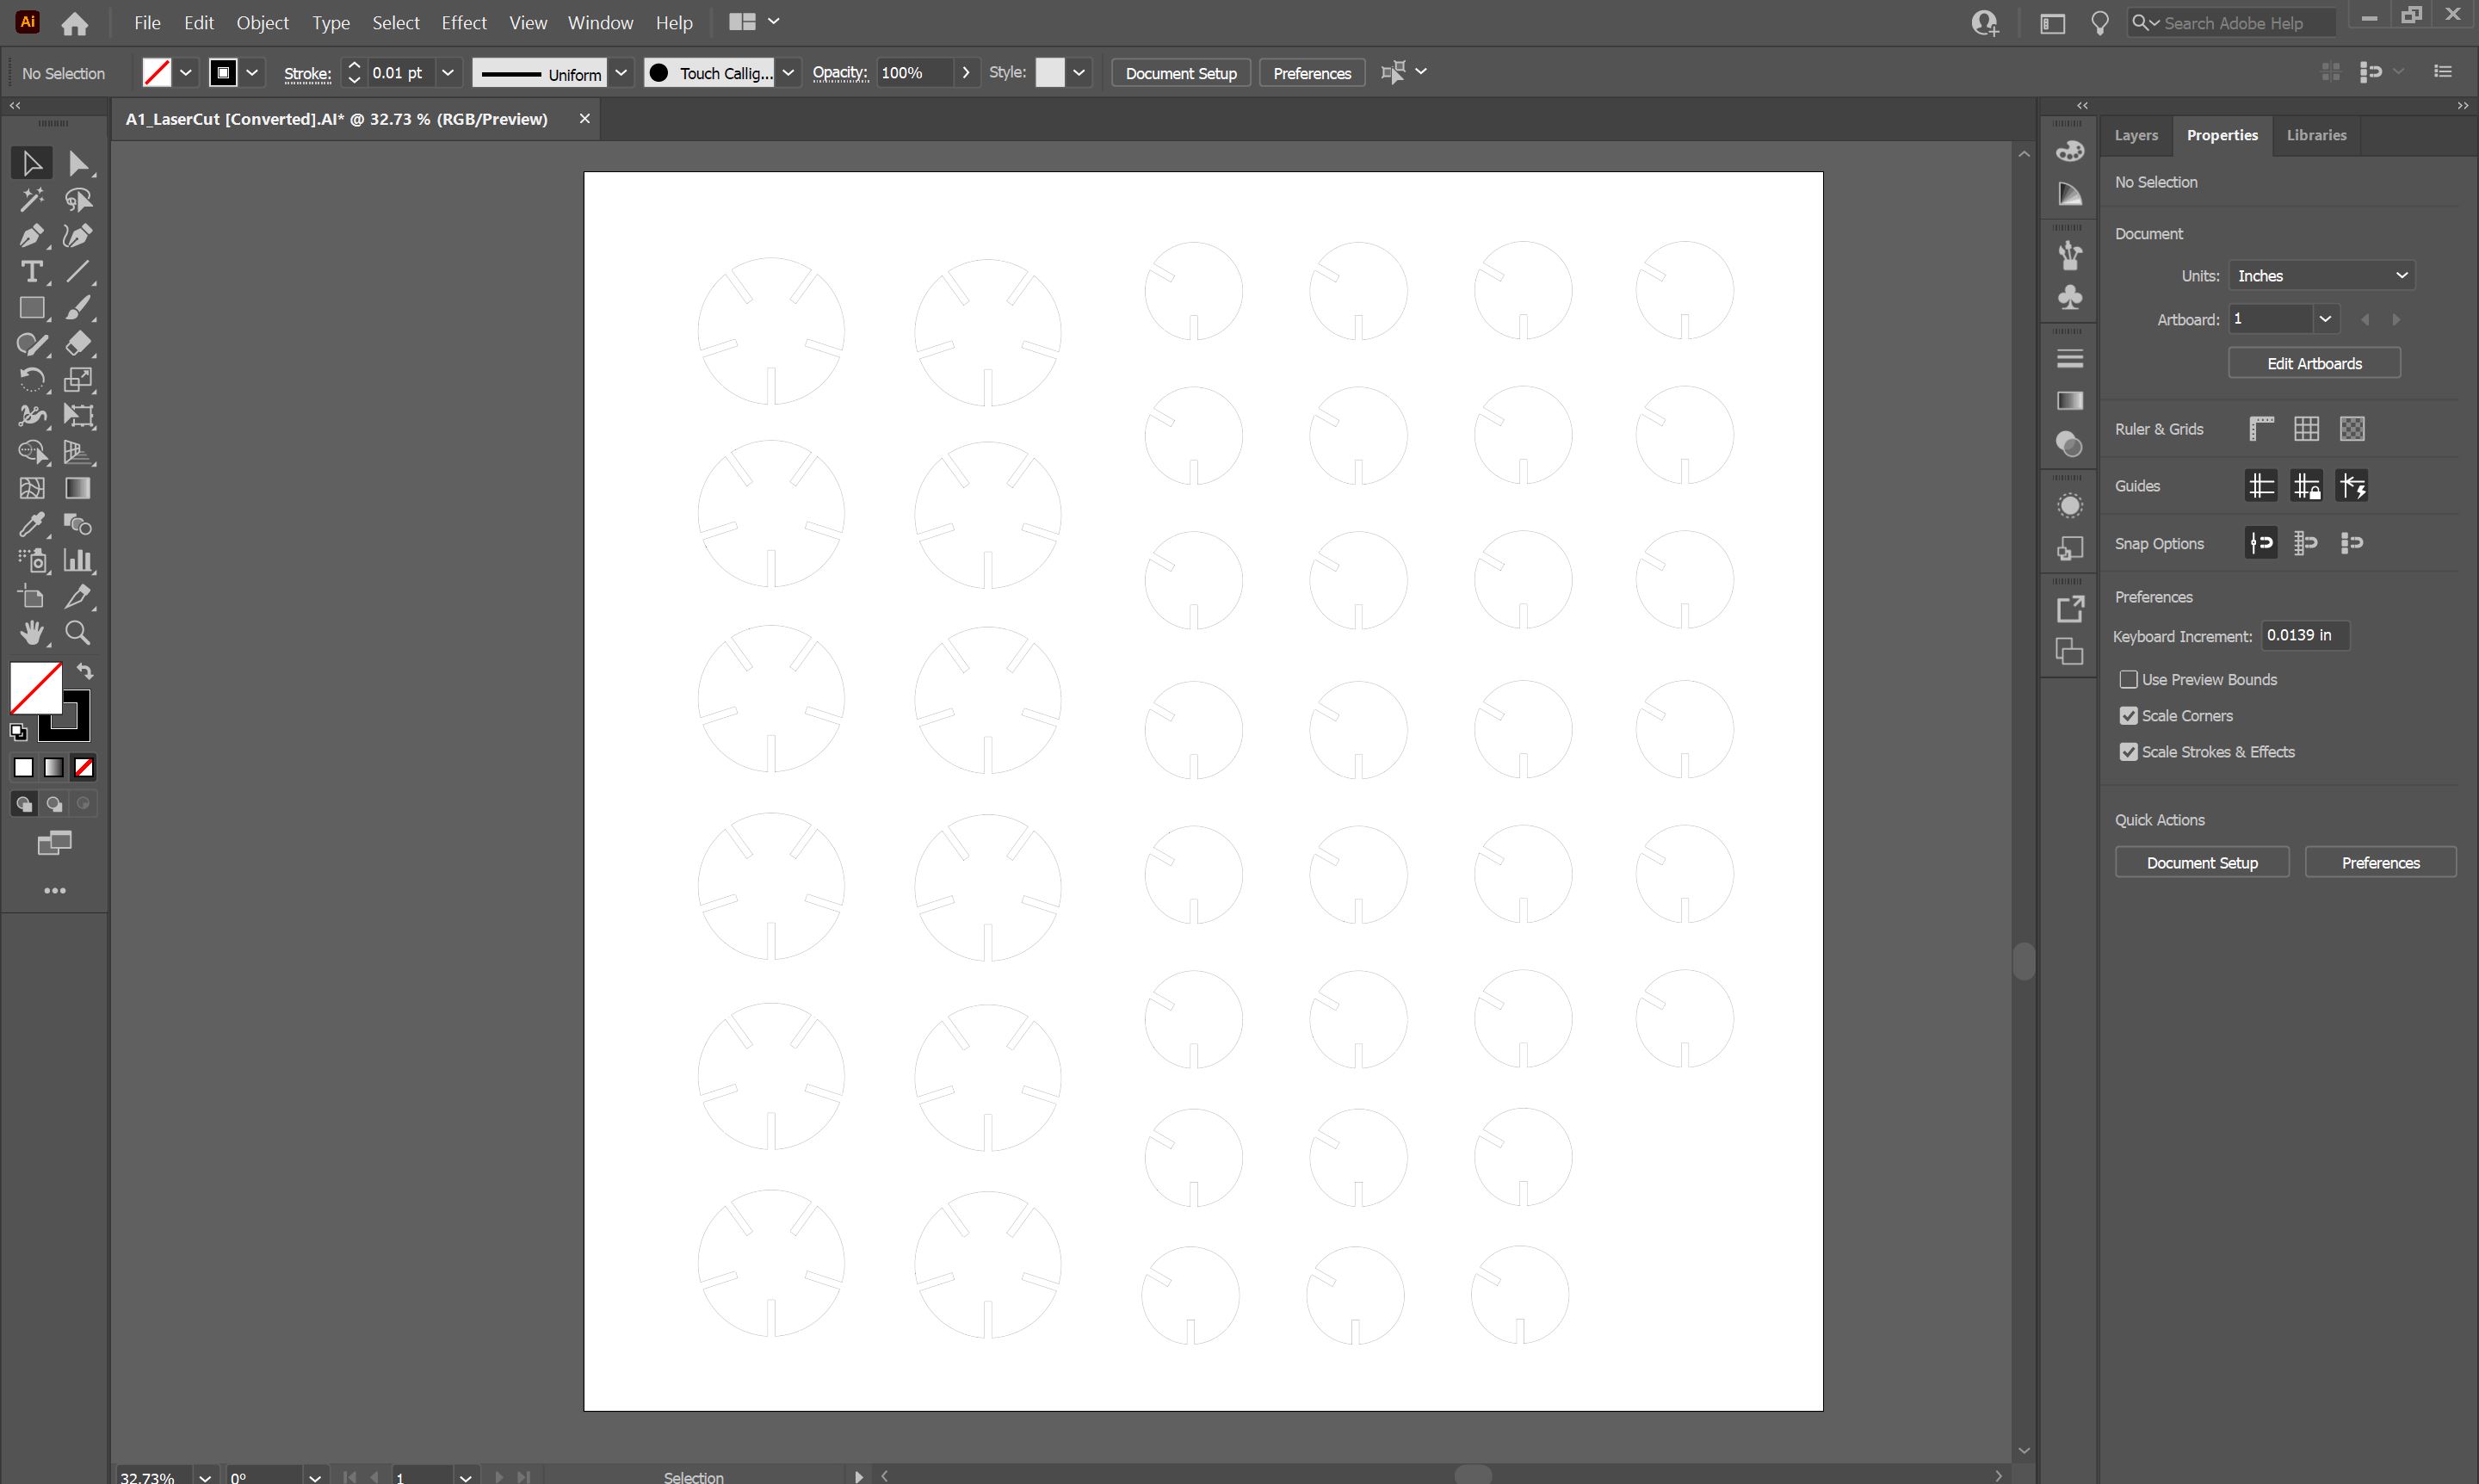 Ai File Edit Object Type Select Effect View Window Help Search Adobe Help
No Selection Stroke: 0.01 pt Uniform Touch Callig... Opacity: 100% Style: Document Setup Preferences
A1_LaserCut [Converted].AI* @ 32.73 % (RGB/Preview)
Layers Properties Libraries
No Selection
Document
Units: Inches
Artboard: 1
Edit Artboards
Ruler & Grids
Guides
Snap Options
Preferences
Keyboard Increment: 0.0139 in
Use Preview Bounds
Scale Corners
Scale Strokes & Effects
Quick Actions
Document Setup Preferences
32.73% 0° 1 Selection